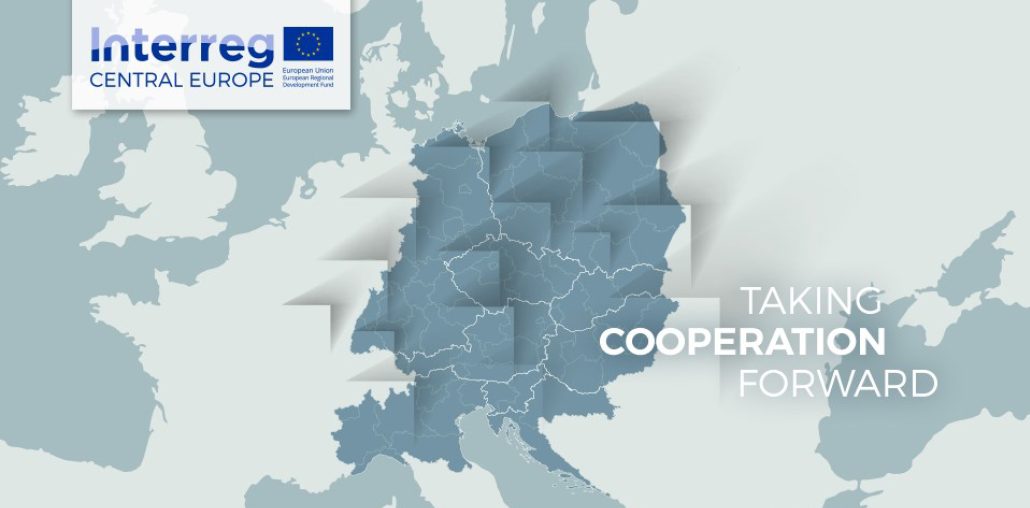 Interreg
CENTRAL EUROPE
European Union
European Regional
Development Fund
TAKING
COOPERATION
FORWARD